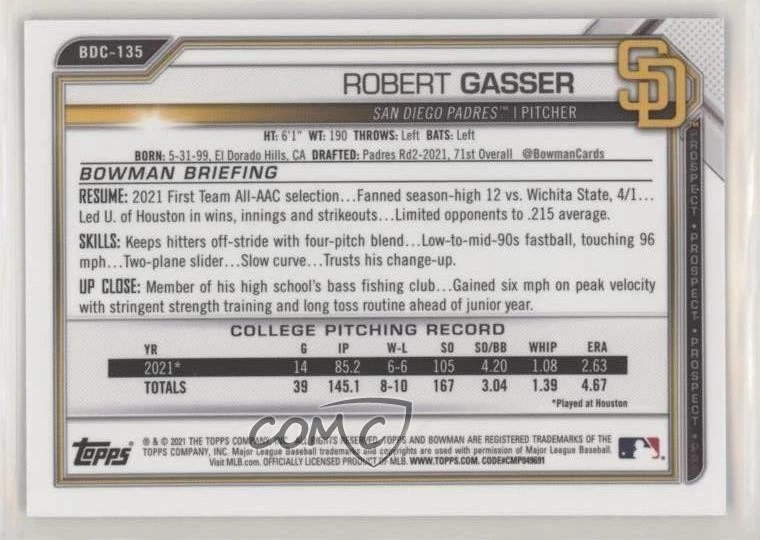 BDC-135
ROBERT GASSER
SD
SAN DIEGO PADRES™ | PITCHER
HT: 6'1" WT: 190 THROWS: Left BATS: Left
BORN: 5-31-99, El Dorado Hills, CA DRAFTED: Padres Rd2-2021, 71st Overall @BowmanCards
BOWMAN BRIEFING
RESUME: 2021 First Team All-AAC selection...Fanned season-high 12 vs. Wichita State, 4/1...
Led U. of Houston in wins, innings and strikeouts...Limited opponents to .215 average.
SKILLS: Keeps hitters off-stride with four-pitch blend...Low-to-mid-90s fastball, touching 96
mph...Two-plane slider...Slow curve...Trusts his change-up.
UP CLOSE: Member of his high school's bass fishing club...Gained six mph on peak velocity
with stringent strength training and long toss routine ahead of junior year.
COLLEGE PITCHING RECORD
YR G IP W-L SO SO/BB WHIP ERA
2021* 14 85.2 6-6 105 4.20 1.08 2.63
TOTALS 39 145.1 8-10 167 3.04 1.39 4.67
*Played at Houston
PROSPECT • PROSPECT • PROSPECT • PROSPECT • PR
COMC
Topps
® & © 2021 THE TOPPS COMPANY, INC. ALL RIGHTS RESERVED. TOPPS AND BOWMAN ARE REGISTERED TRADEMARKS OF THE
TOPPS COMPANY, INC. Major League Baseball trademarks and copyrights are used with permission of Major League Baseball.
Visit MLB.com. OFFICIALLY LICENSED PRODUCT OF MLB. WWW.TOPPS.COM. CODE#CMP049691